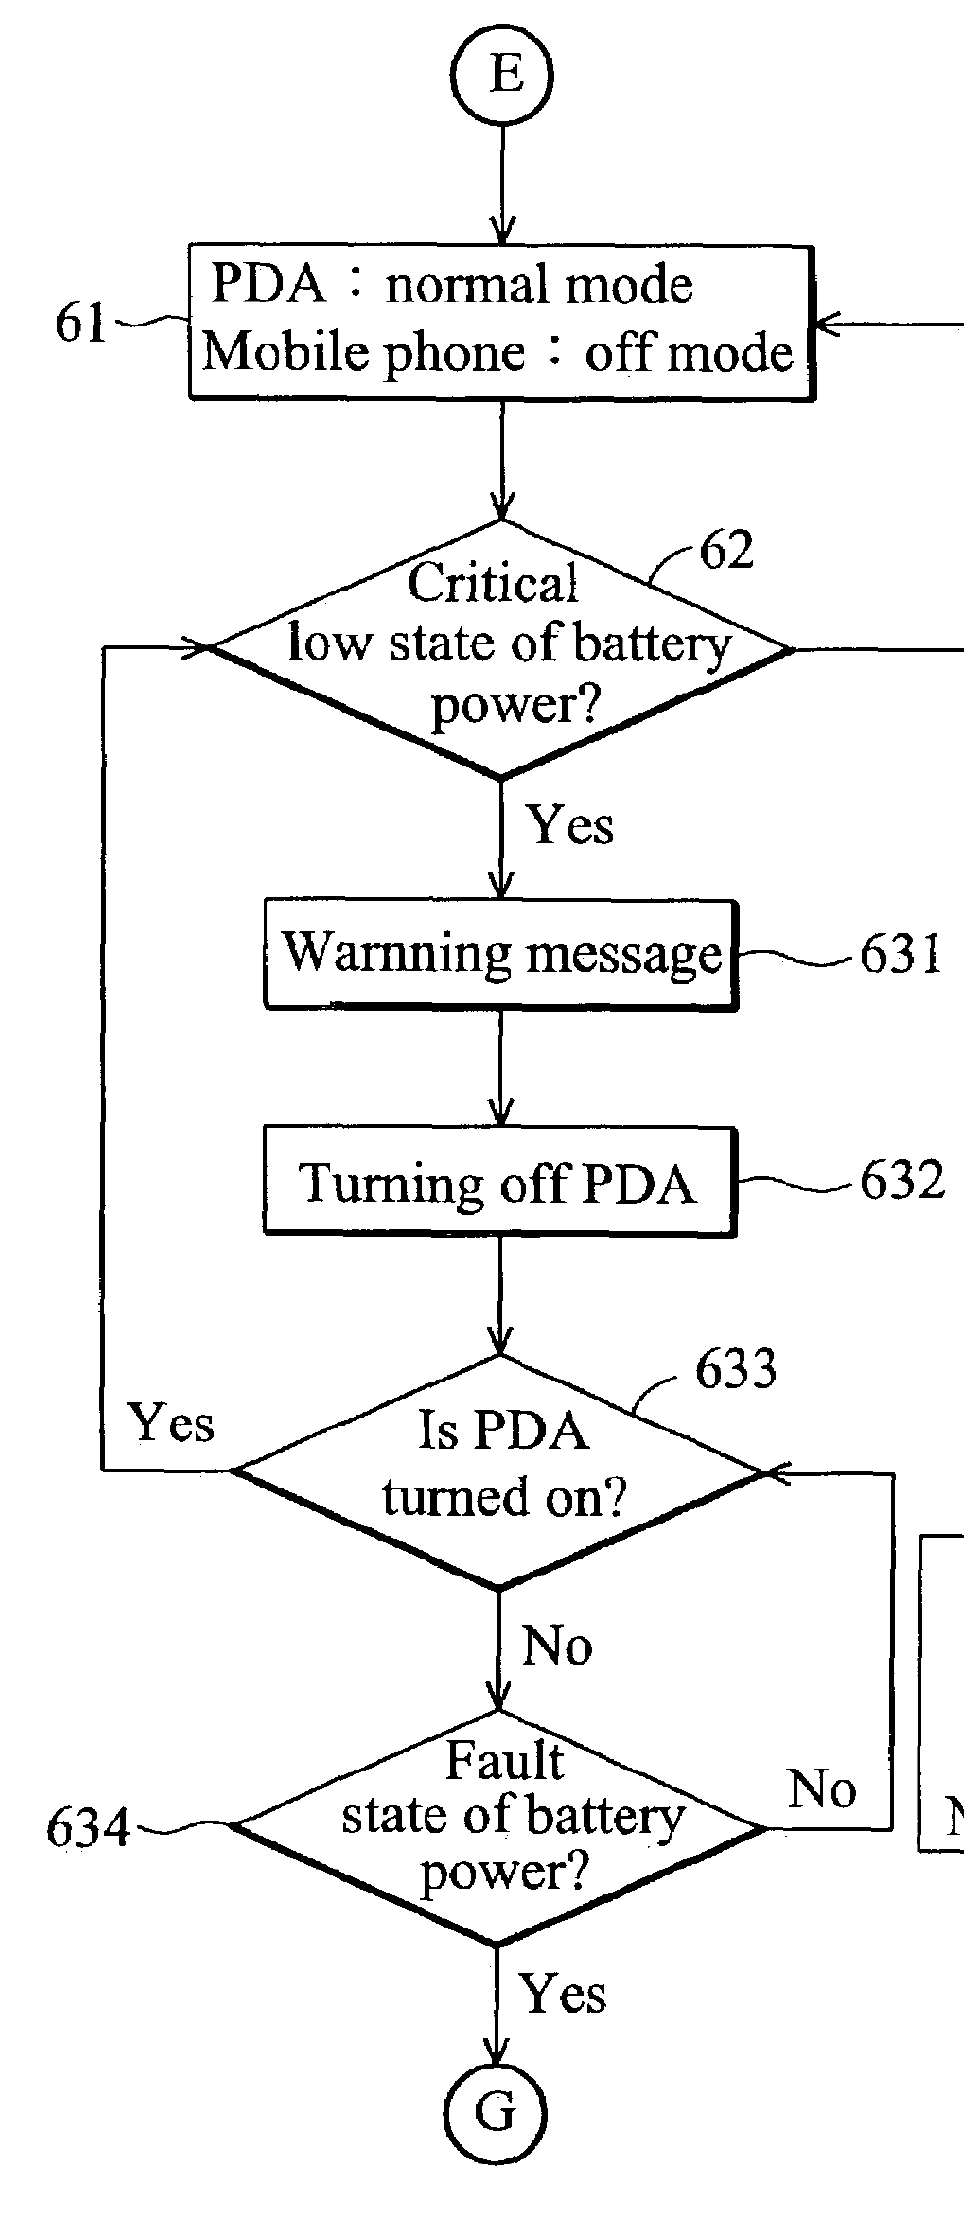 E
PDA : normal mode
61
Mobile phone : off mode
62
Critical
low state of battery
power?
Yes
Warnning message
631
Turning off PDA
632
633
Is PDA
turned on?
Yes
No
Fault
state of battery
power?
634
No
Yes
G